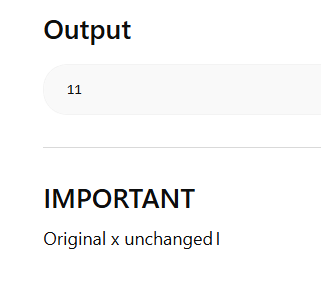 Output
11
IMPORTANT
Original x unchanged